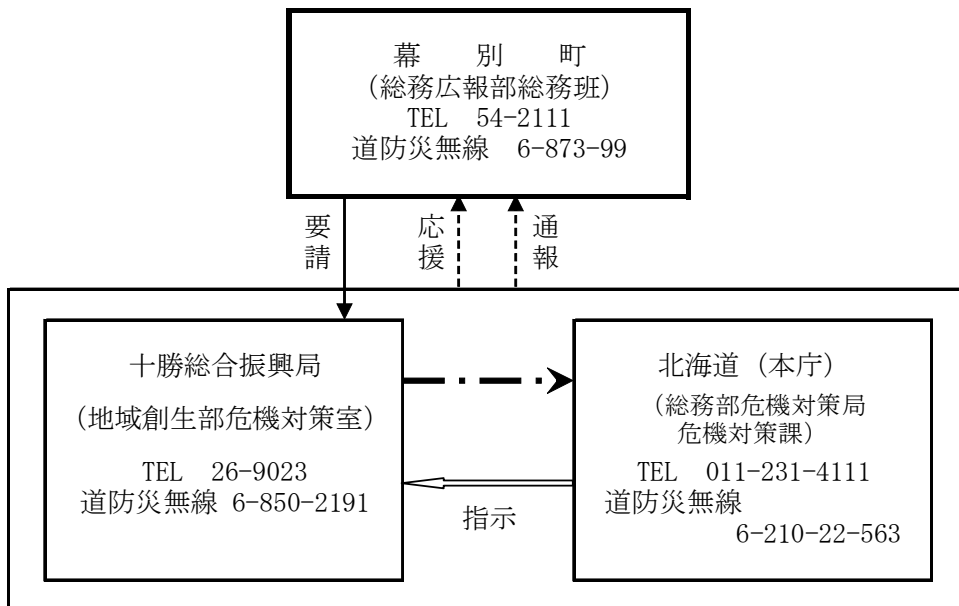 幕　別　町
（総務広報部総務班）
TEL　54-2111
道防災無線　6-873-99
要請
応援
通報
十勝総合振興局
（地域創生部危機対策室）
TEL　26-9023
道防災無線 6-850-2191
指示
北海道（本庁）
（総務部危機対策局
危機対策課）
TEL　011-231-4111
道防災無線
6-210-22-563